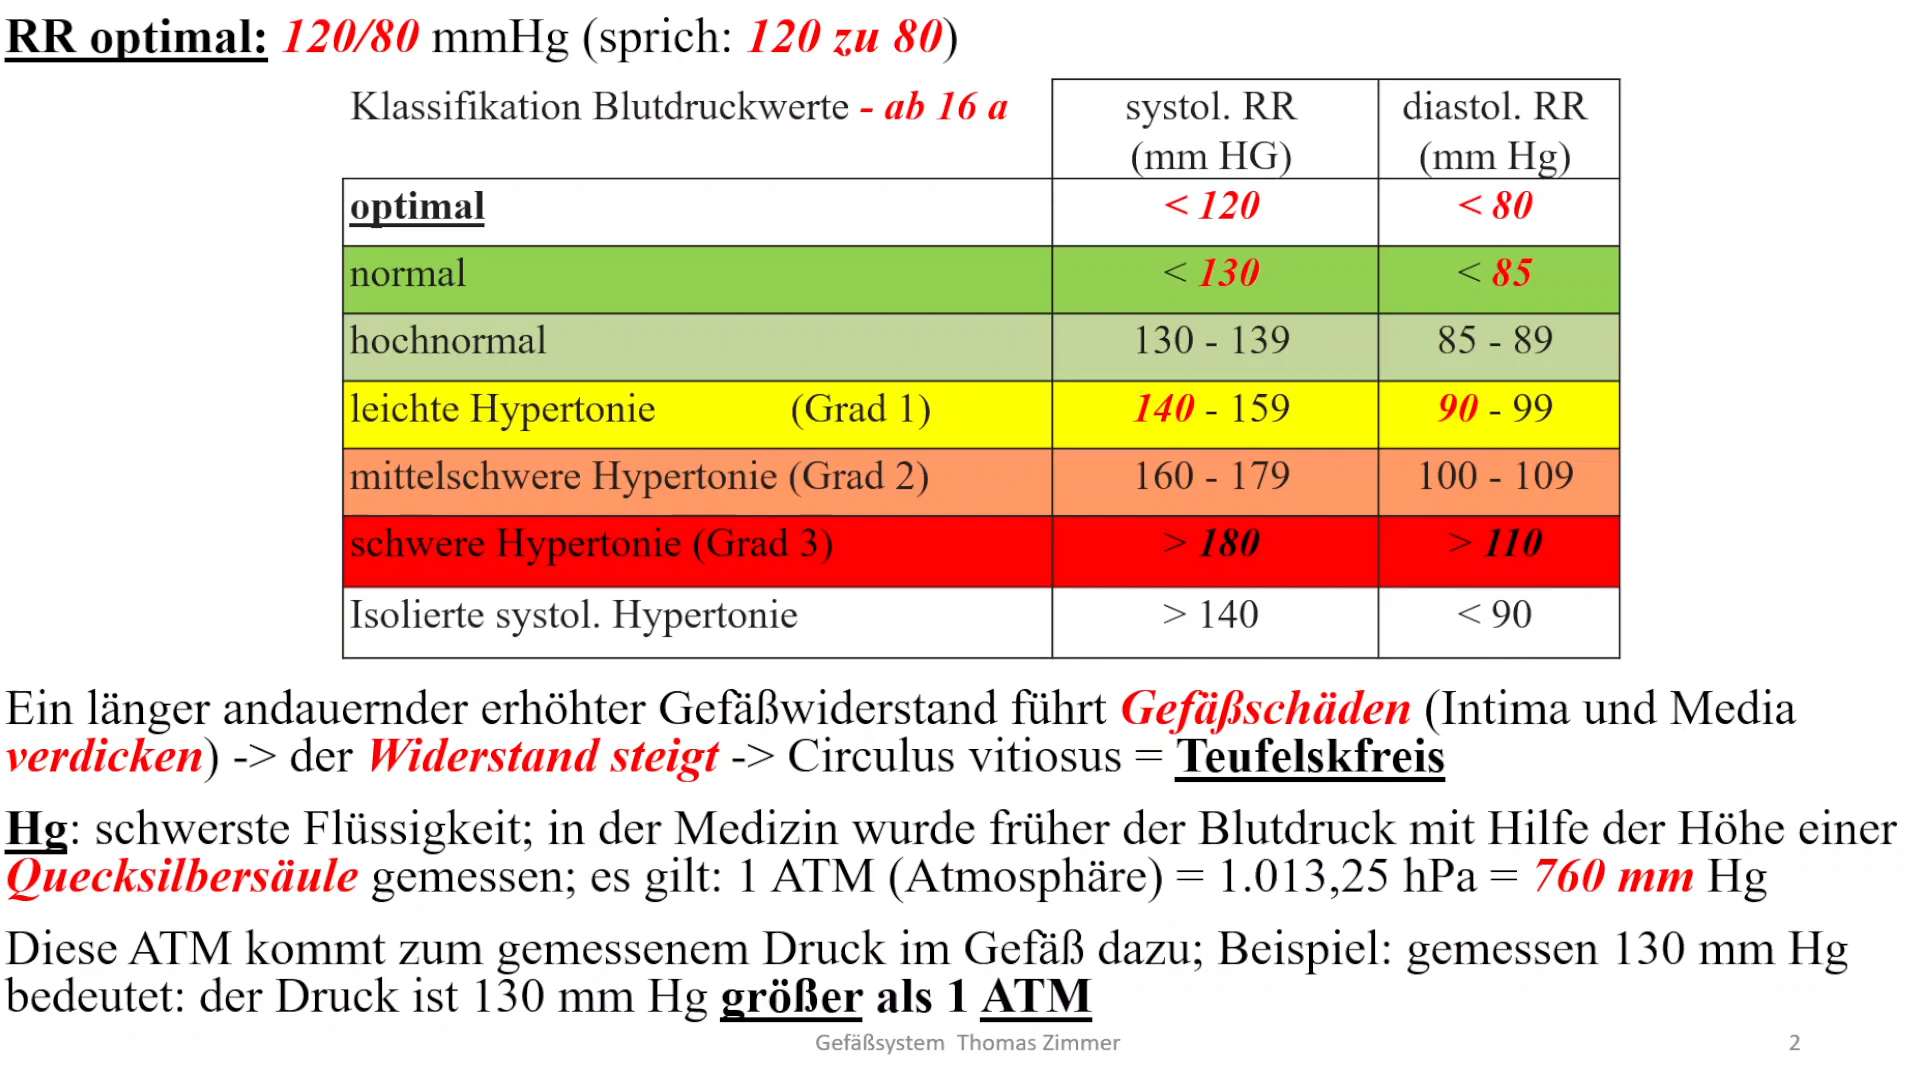 RR optimal: 120/80 mmHg (sprich: 120 zu 80)
Klassifikation Blutdruckwerte - ab 16 a systol. RR (mm HG) diastol. RR (mm Hg)
optimal < 120 < 80
normal < 130 < 85
hochnormal 130 - 139 85 - 89
leichte Hypertonie (Grad 1) 140 - 159 90 - 99
mittelschwere Hypertonie (Grad 2) 160 - 179 100 - 109
schwere Hypertonie (Grad 3) > 180 > 110
Isolierte systol. Hypertonie > 140 < 90
Ein länger andauernder erhöhter Gefäßwiderstand führt Gefäßschäden (Intima und Media
verdicken) -> der Widerstand steigt -> Circulus vitiosus = Teufelskfreis
Hg: schwerste Flüssigkeit; in der Medizin wurde früher der Blutdruck mit Hilfe der Höhe einer
Quecksilbersäule gemessen; es gilt: 1 ATM (Atmosphäre) = 1.013,25 hPa = 760 mm Hg
Diese ATM kommt zum gemessenem Druck im Gefäß dazu; Beispiel: gemessen 130 mm Hg
bedeutet: der Druck ist 130 mm Hg größer als 1 ATM
Gefäßsystem Thomas Zimmer 2